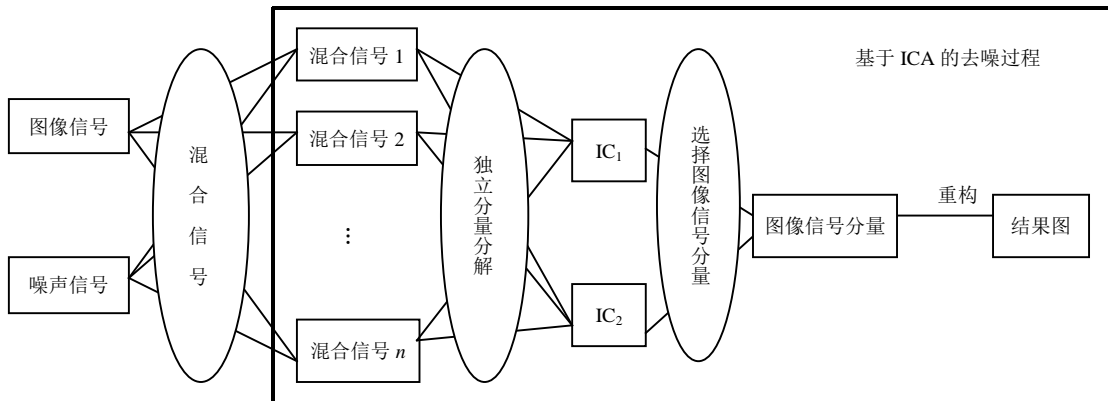 图像信号
噪声信号
混合信号
混合信号 1
混合信号 2
⋮
混合信号 n
独立分量分解
IC₁
IC₂
选择图像信号分量
基于 ICA 的去噪过程
图像信号分量
重构
结果图